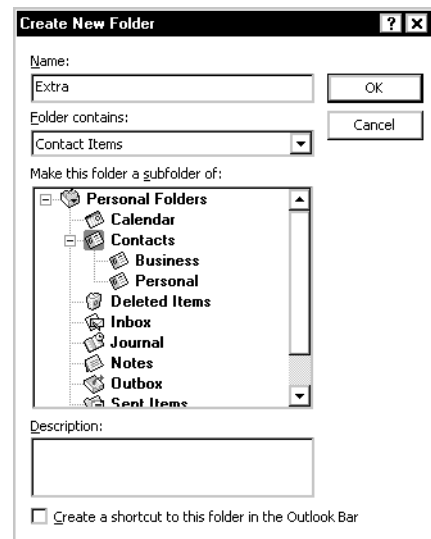 Create New Folder
Name:
Extra
OK
Folder contains:
Cancel
Contact Items
Make this folder a subfolder of:
Personal Folders
Calendar
Contacts
Business
Personal
Deleted Items
Inbox
Journal
Notes
Outbox
Sent Items
Description:
Create a shortcut to this folder in the Outlook Bar